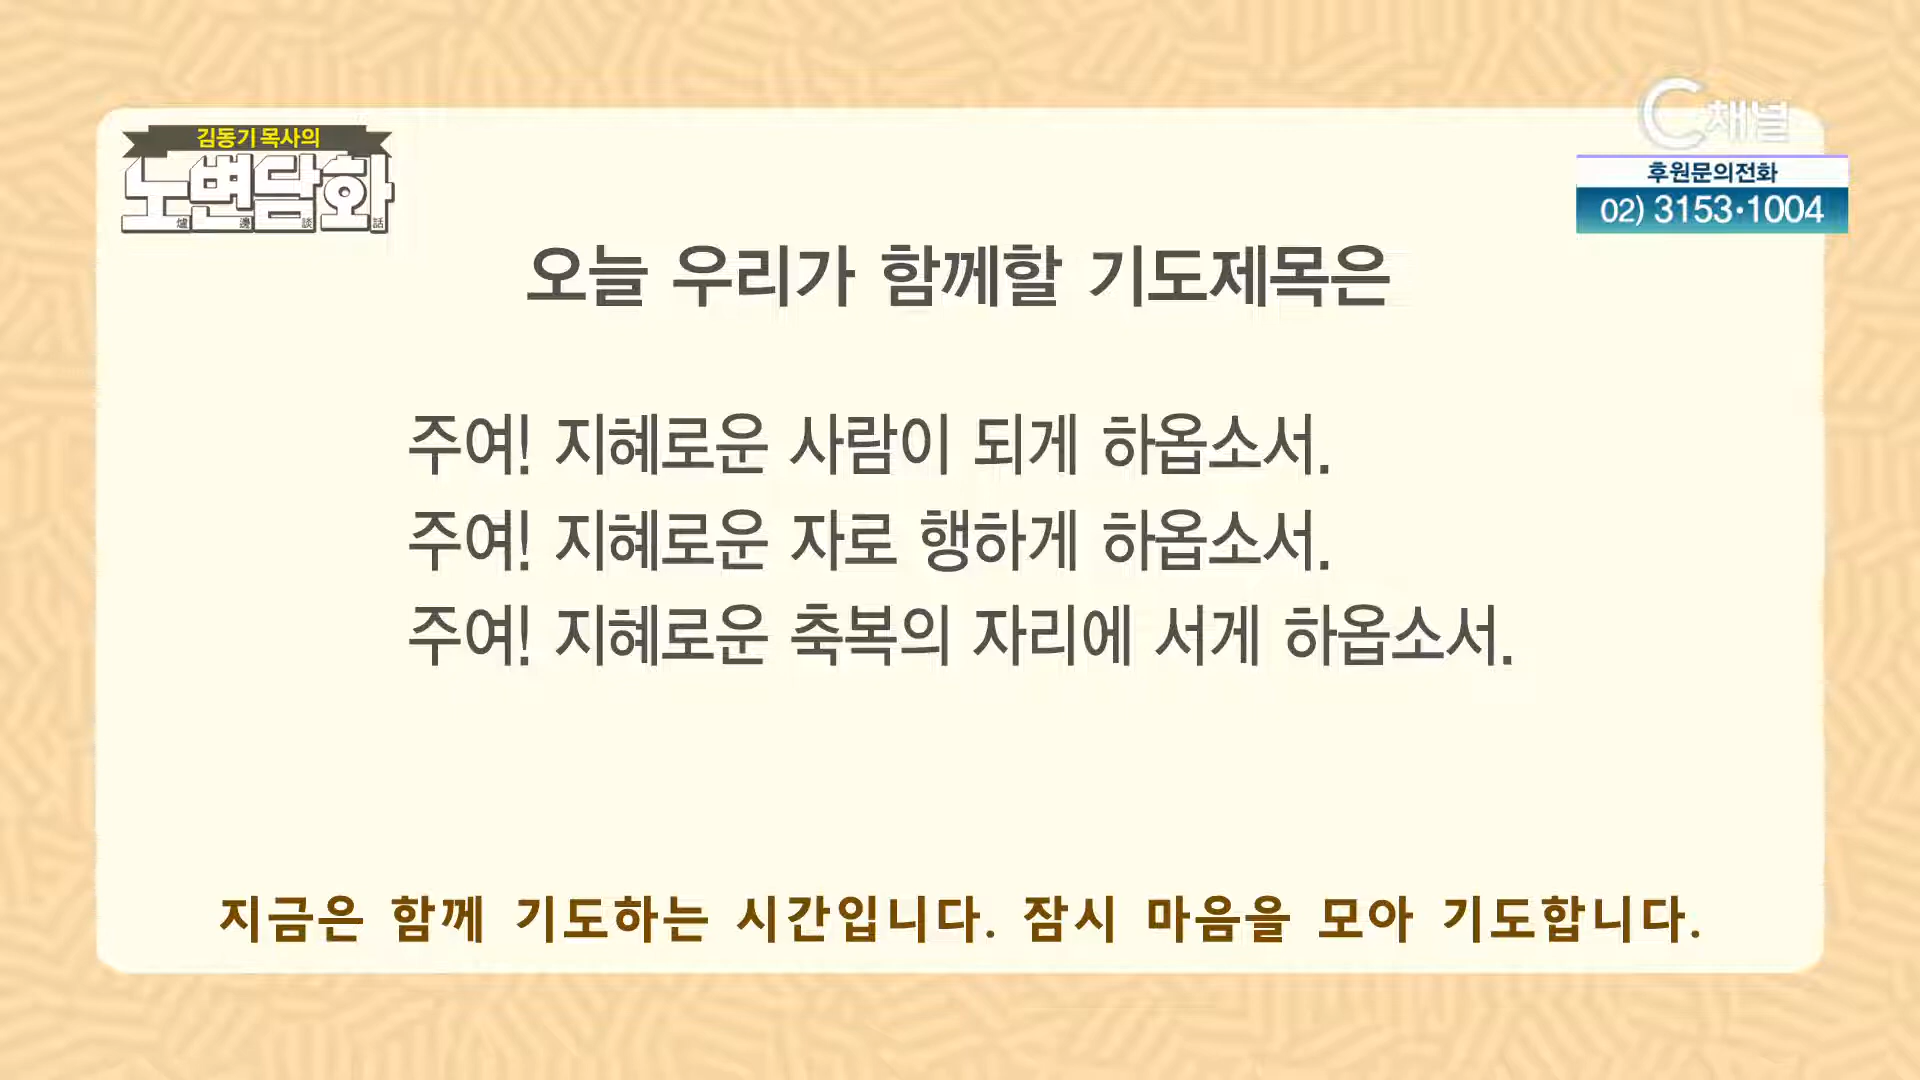 김동기 목사의
노변담화
爐邊談話
C채널
후원문의전화
02) 3153·1004
오늘 우리가 함께할 기도제목은
주여! 지혜로운 사람이 되게 하옵소서.
주여! 지혜로운 자로 행하게 하옵소서.
주여! 지혜로운 축복의 자리에 서게 하옵소서.
지금은 함께 기도하는 시간입니다. 잠시 마음을 모아 기도합니다.